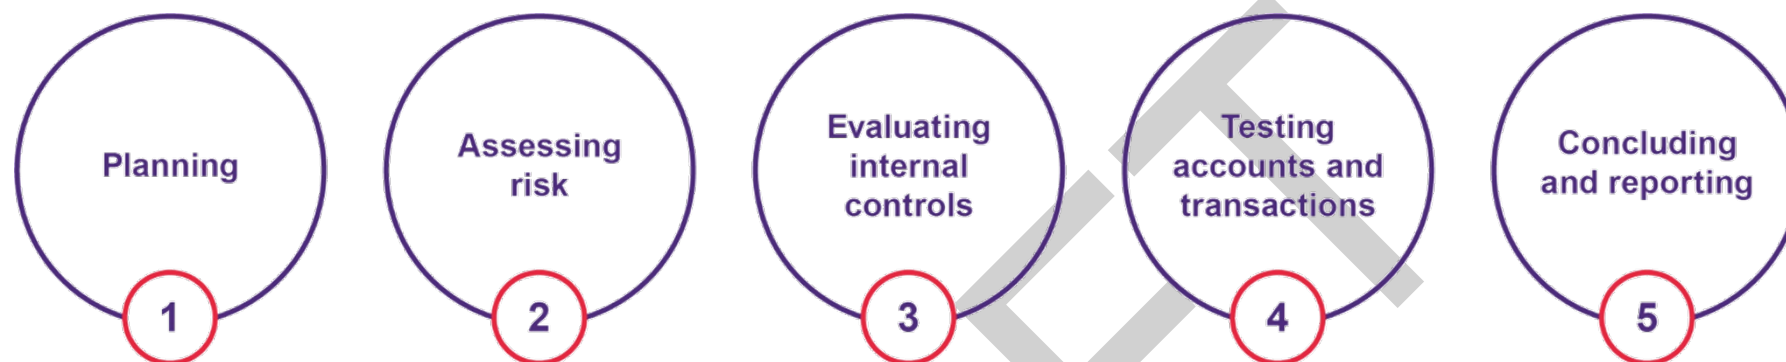 Planning
1
Assessing
risk
2
Evaluating
internal
controls
3
Testing
accounts and
transactions
4
Concluding
and reporting
5